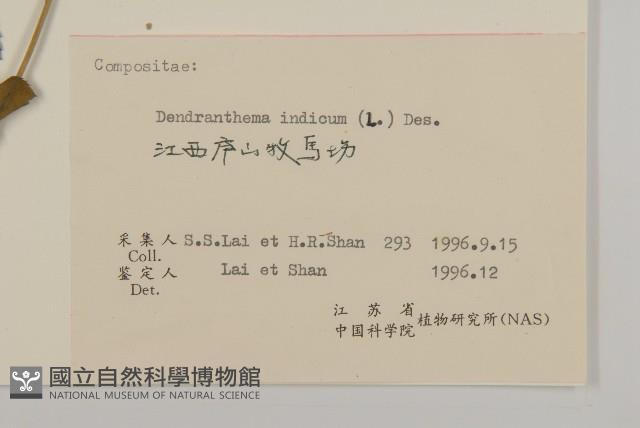 Compositae:
Dendranthema indicum (L.) Des.
江西庐山牧馬场
采集人 S.S.Lai et H.R.Shan 293 1996.9.15
Coll.
鉴定人 Lai et Shan 1996.12
Det.
江苏省
中国科学院 植物研究所(NAS)
國立自然科學博物館
NATIONAL MUSEUM OF NATURAL SCIENCE